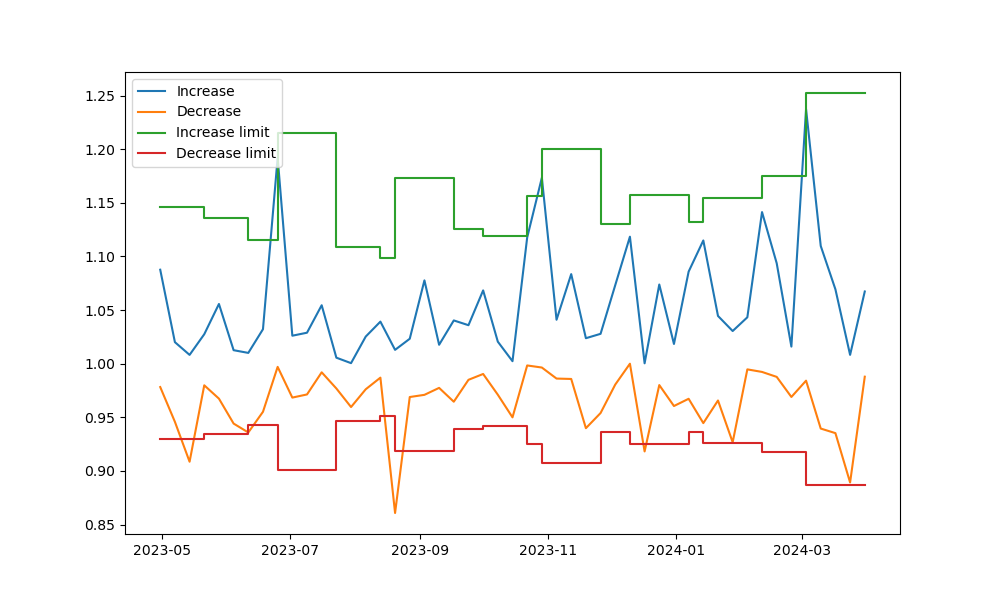 Increase
Decrease
Increase limit
Decrease limit
1.25
1.20
1.15
1.10
1.05
1.00
0.95
0.90
0.85
2023-05 2023-07 2023-09 2023-11 2024-01 2024-03